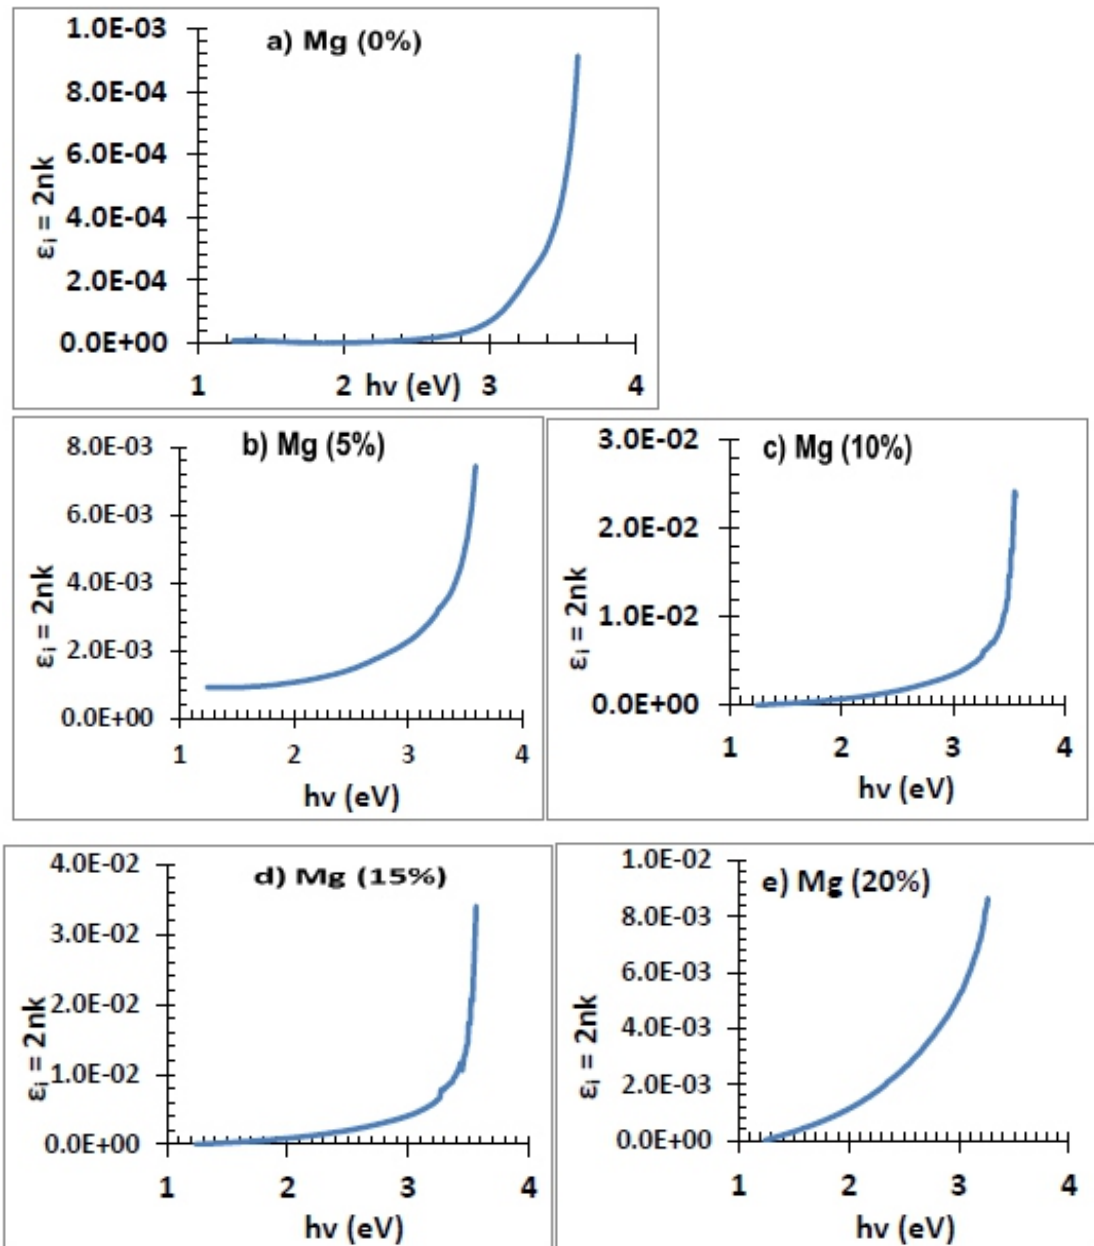 a) Mg (0%)
1.0E-03
8.0E-04
6.0E-04
4.0E-04
2.0E-04
0.0E+00
εᵢ = 2nk
1 2 hv (eV) 3 4
b) Mg (5%)
8.0E-03
6.0E-03
4.0E-03
2.0E-03
0.0E+00
εᵢ = 2nk
1 2 3 4
hv (eV)
c) Mg (10%)
3.0E-02
2.0E-02
1.0E-02
0.0E+00
εᵢ = 2nk
1 2 3 4
hv (eV)
d) Mg (15%)
4.0E-02
3.0E-02
2.0E-02
1.0E-02
0.0E+00
εᵢ = 2nk
1 2 3 4
hv (eV)
e) Mg (20%)
1.0E-02
8.0E-03
6.0E-03
4.0E-03
2.0E-03
0.0E+00
εᵢ = 2nk
1 2 3 4
hv (eV)